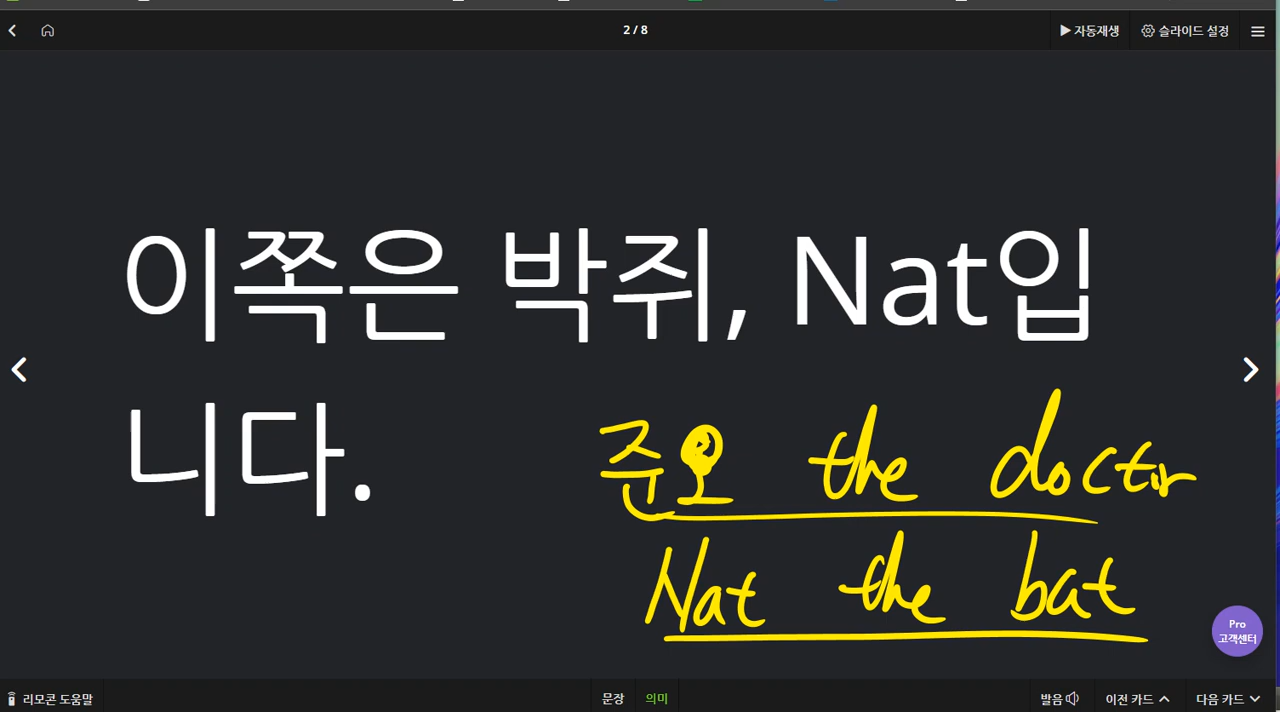 2 / 8
자동재생
슬라이드 설정
이쪽은 박쥐, Nat입
니다.
준오 the doctor
Nat the bat
Pro
고객센터
리모콘 도움말
문장
의미
발음
이전 카드
다음 카드